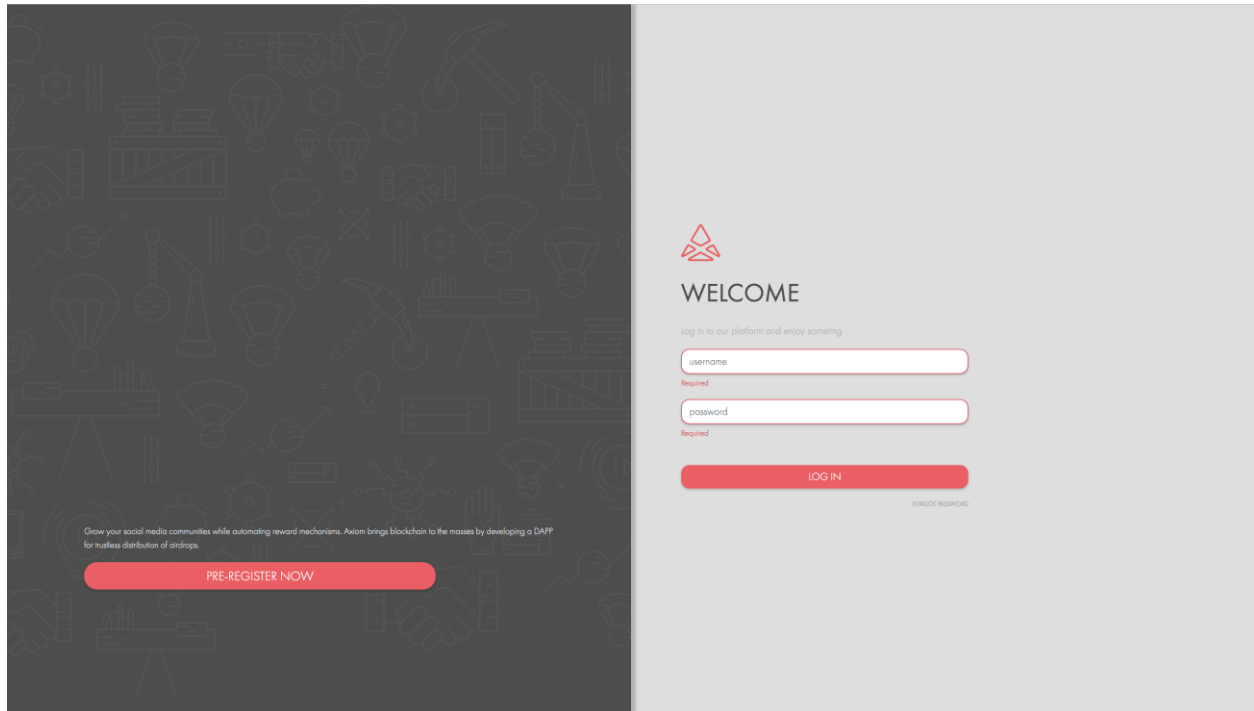 Grow your social media communities while automating reward mechanisms. Axiom brings blockchain to the masses by developing a DAPP
for trustless distribution of airdrops.
PRE-REGISTER NOW
WELCOME
Log in to our platform and enjoy someting
username
Required
password
Required
LOG IN
FORGOT PASSWORD